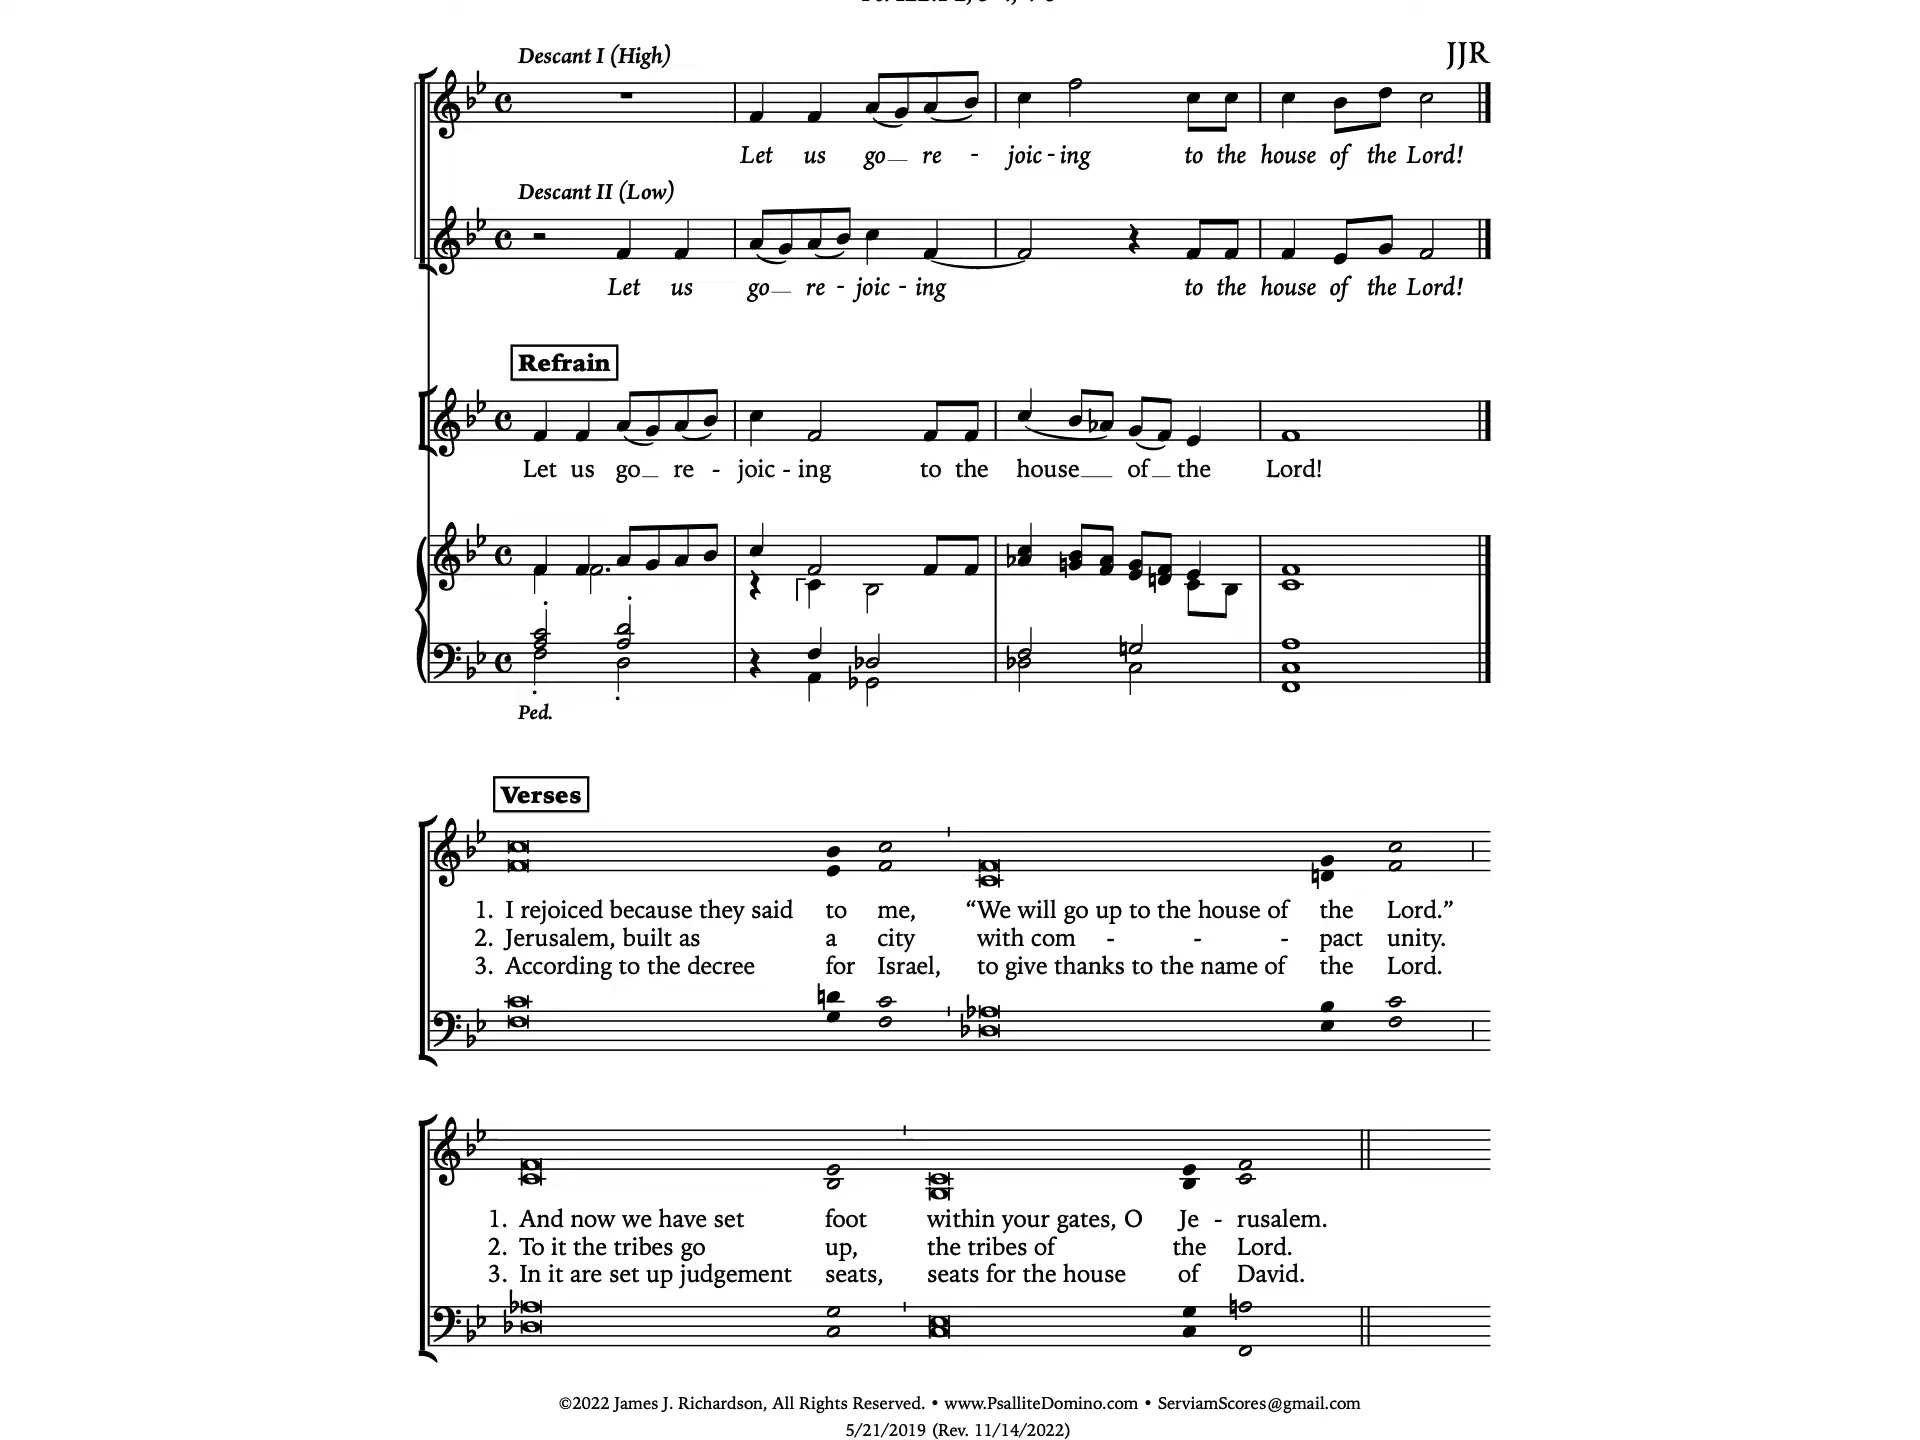 Descant I (High)
JJR
Let us go re - joic - ing to the house of the Lord!
Descant II (Low)
Let us go re - joic - ing to the house of the Lord!
Refrain
Let us go re - joic - ing to the house of the Lord!
Ped.
Verses
1. I rejoiced because they said to me, “We will go up to the house of the Lord.”
2. Jerusalem, built as a city with com - - - pact unity.
3. According to the decree for Israel, to give thanks to the name of the Lord.
1. And now we have set foot within your gates, O Je - rusalem.
2. To it the tribes go up, the tribes of the Lord.
3. In it are set up judgement seats, seats for the house of David.
©2022 James J. Richardson, All Rights Reserved. • www.PsalliteDomino.com • ServiamScores@gmail.com
5/21/2019 (Rev. 11/14/2022)